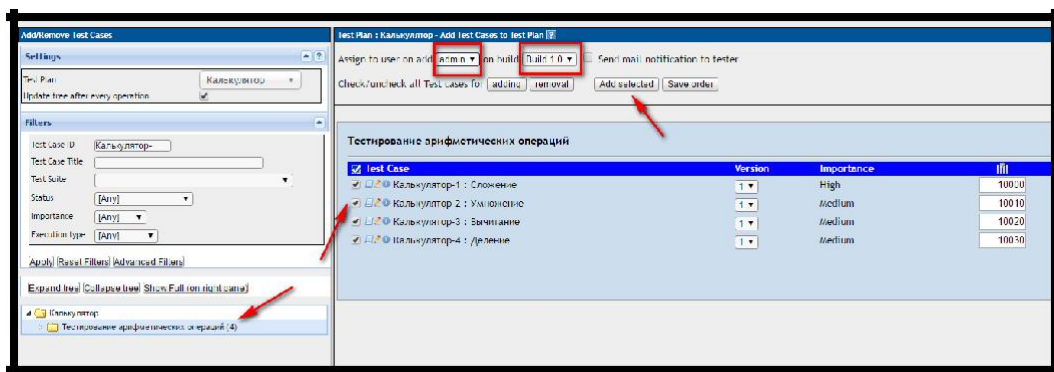 Add/Remove Test Cases
Settings
Test Plan
Калькулятор
Update tree after every operation
Filters
Test Case ID
Калькулятор-
Test Case Title
Test Suite
Status
[Any]
Importance
[Any]
Execution type
[Any]
Apply Reset Filters Advanced Filters
Expand tree Collapse tree Show Full (on right pane)
Калькулятор
Тестирование арифметических операций (4)
Test Plan : Калькулятор - Add Test Cases to Test Plan
Assign to user on add admin on build Build 1.0 Send mail notification to tester
Check/uncheck all Test cases for adding removal Add selected Save order
Тестирование арифметических операций
Test Case Version Importance
Калькулятор-1 : Сложение 1 High 10000
Калькулятор-2 : Умножение 1 Medium 10010
Калькулятор-3 : Вычитание 1 Medium 10020
Калькулятор-4 : Деление 1 Medium 10030